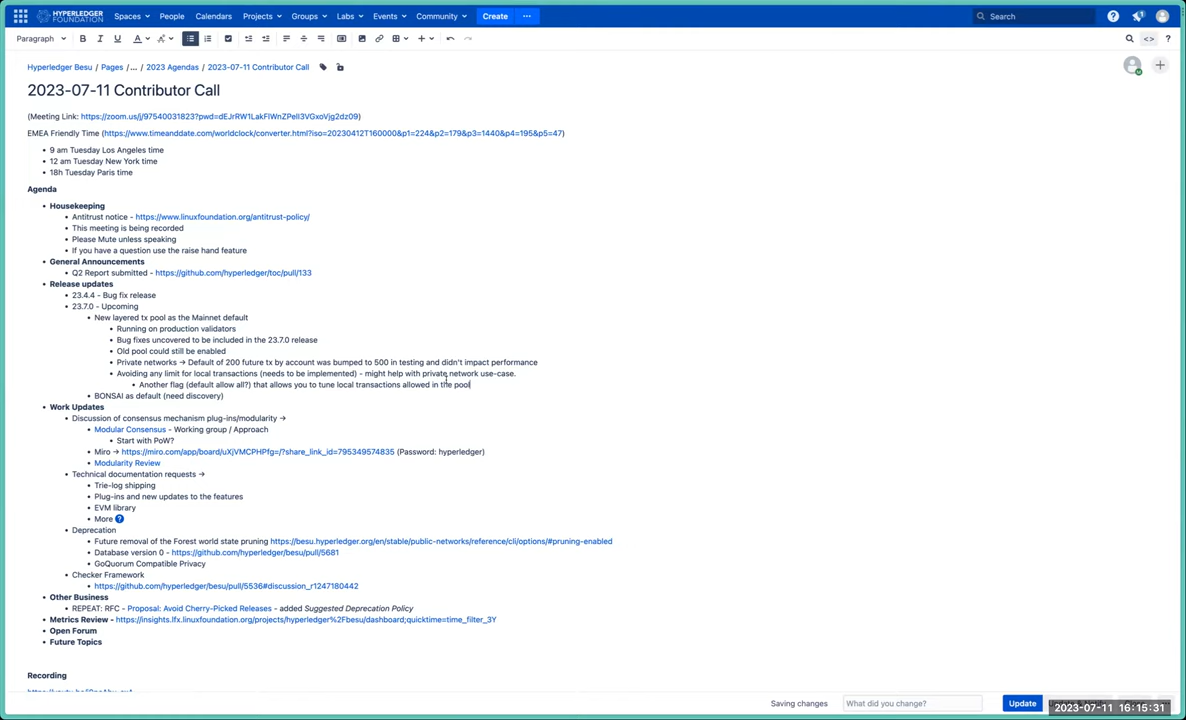 HYPERLEDGER FOUNDATION Spaces People Calendars Projects Groups Labs Events Community Create ... Search
Paragraph B I U A
Hyperledger Besu / Pages /... / 2023 Agendas / 2023-07-11 Contributor Call
2023-07-11 Contributor Call
EMEA Friendly Time (https://www.timeanddate.com/worldclock/converter.html?iso=20230412T160000&p1=224&p2=179&p3=1440&p4=195&p5=47)
• 9 am Tuesday Los Angeles time
• 12 am Tuesday New York time
• 18h Tuesday Paris time
Agenda
• Housekeeping
• Antitrust notice - https://www.linuxfoundation.org/antitrust-policy/
• This meeting is being recorded
• Please Mute unless speaking
• If you have a question use the raise hand feature
• General Announcements
• Q2 Report submitted - https://github.com/hyperledger/toc/pull/133
• Release updates
• 23.4.4 - Bug fix release
• 23.7.0 - Upcoming
• New layered tx pool as the Mainnet default
• Running on production validators
• Bug fixes uncovered to be included in the 23.7.0 release
• Old pool could still be enabled
• Private networks → Default of 200 future tx by account was bumped to 500 in testing and didn't impact performance
• Avoiding any limit for local transactions (needs to be implemented) - might help with private network use-case.
• Another flag (default allow all?) that allows you to tune local transactions allowed in the pool
• BONSAI as default (need discovery)
• Work Updates
• Discussion of consensus mechanism plug-ins/modularity →
• Modular Consensus - Working group / Approach
• Start with PoW?
• Miro → https://miro.com/app/board/uXjVMCPHPfg=/?share_link_id=795349574835 (Password: hyperledger)
• Modularity Review
• Technical documentation requests →
• Trie-log shipping
• Plug-ins and new updates to the features
• EVM library
• More ?
• Deprecation
• Future removal of the Forest world state pruning https://besu.hyperledger.org/en/stable/public-networks/reference/cli/options/#pruning-enabled
• Database version 0 - https://github.com/hyperledger/besu/pull/5681
• GoQuorum Compatible Privacy
• Checker Framework
• https://github.com/hyperledger/besu/pull/5536#discussion_r1247180442
• Other Business
• REPEAT: RFC - Proposal: Avoid Cherry-Picked Releases - added Suggested Deprecation Policy
• Metrics Review - https://insights.lfx.linuxfoundation.org/projects/hyperledger%2Fbesu/dashboard;quicktime=time_filter_3Y
• Open Forum
• Future Topics
Recording
Saving changes What did you change? Update
2023-07-11 16:15:31